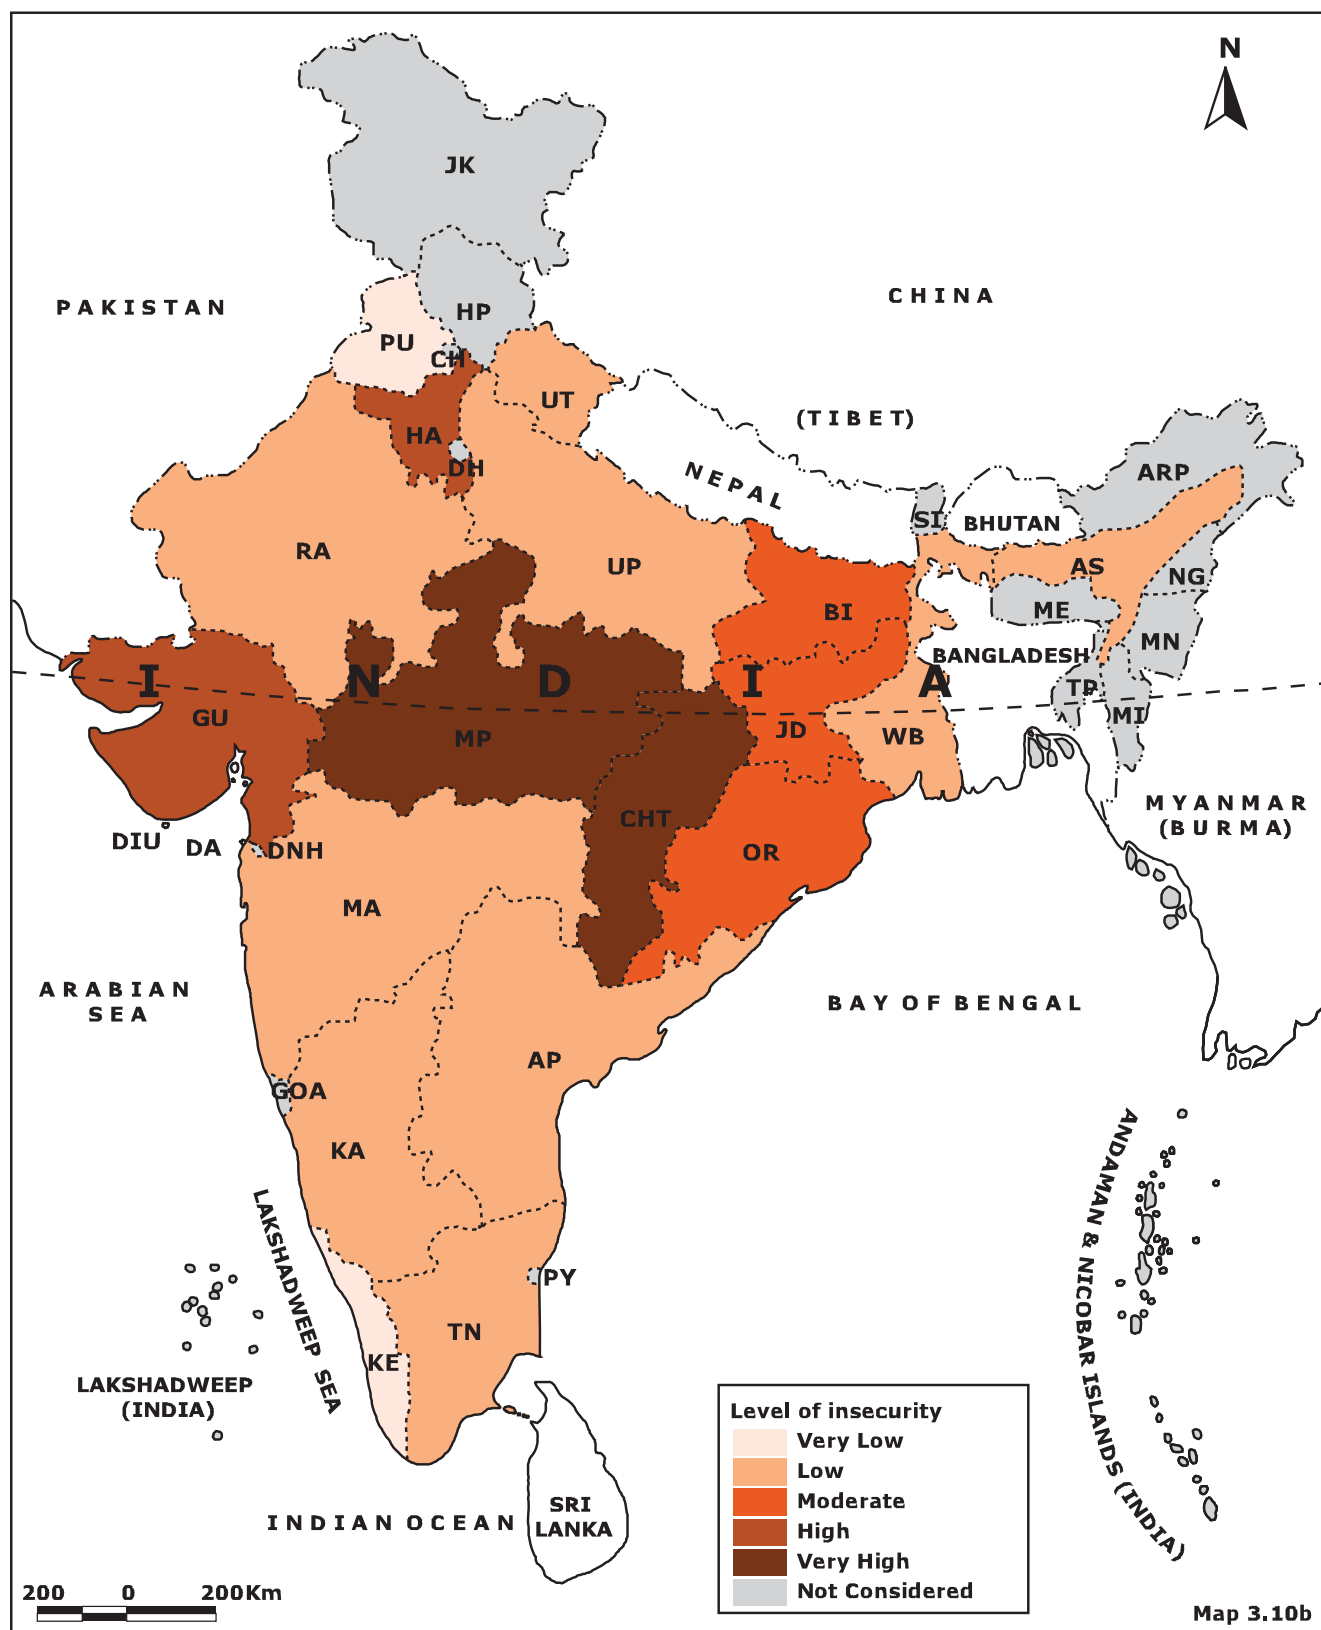 N
JK
PAKISTAN
HP
CHINA
PU
CH
UT
(TIBET)
HA
DH
NEPAL
ARP
SI
BHUTAN
RA
UP
AS
NG
BI
ME
MN
BANGLADESH
I N D I A
TP
GU
MP
JD
WB
MI
MYANMAR
(BURMA)
CHT
DIU
DA
DNH
OR
MA
ARABIAN
SEA
BAY OF BENGAL
AP
GOA
KA
LAKSHADWEEP SEA
ANDAMAN & NICOBAR ISLANDS (INDIA)
PY
TN
KE
LAKSHADWEEP
(INDIA)
Level of insecurity
Very Low
Low
Moderate
High
Very High
Not Considered
SRI
LANKA
INDIAN OCEAN
200 0 200Km
Map 3.10b